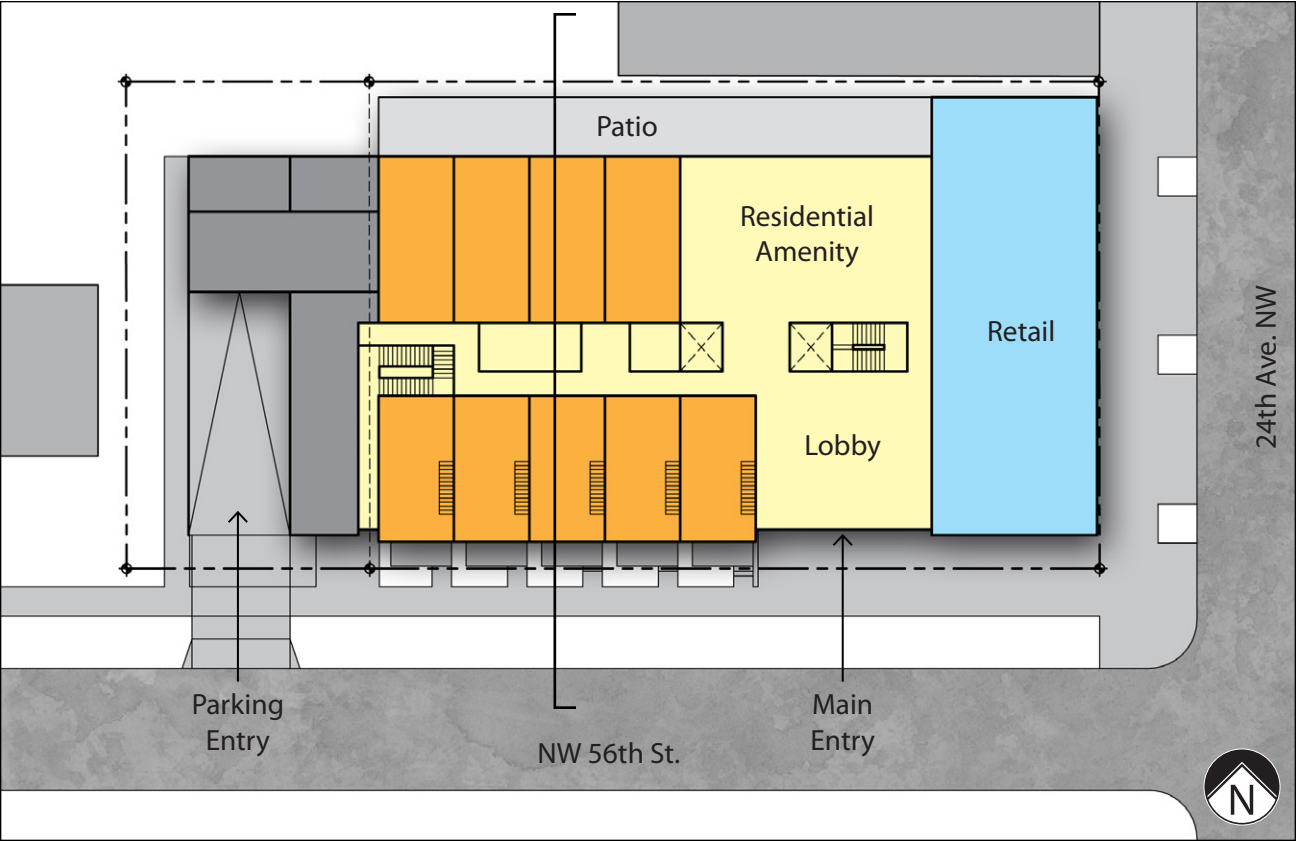 Patio
Residential
Amenity
Retail
24th Ave. NW
Lobby
Parking
Entry
Main
Entry
NW 56th St.
N